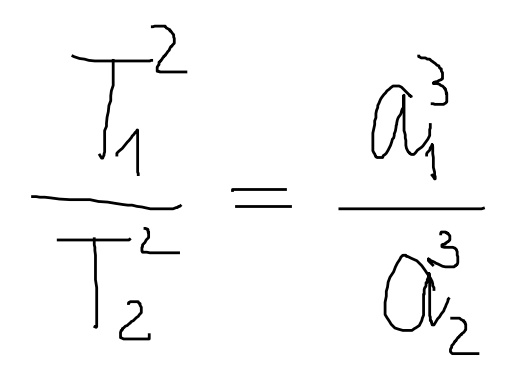 T₁² / T₂² = a₁³ / a₂³